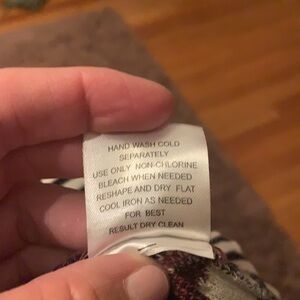 HAND WASH COLD
SEPARATELY
USE ONLY NON-CHLORINE
BLEACH WHEN NEEDED
RESHAPE AND DRY FLAT
COOL IRON AS NEEDED
FOR BEST
RESULT DRY CLEAN